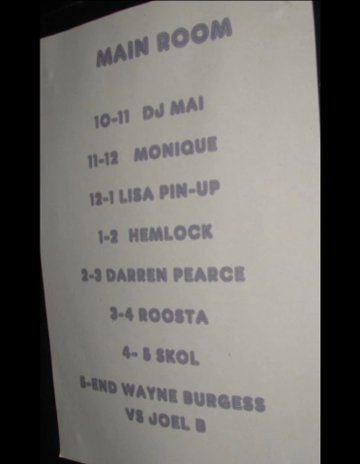 MAIN ROOM
10-11 DJ MAI
11-12 MONIQUE
12-1 LISA PIN-UP
1-2 HEMLOCK
2-3 DARREN PEARCE
3-4 ROOSTA
4-5 SKOL
5-END WAYNE BURGESS
VS JOEL B